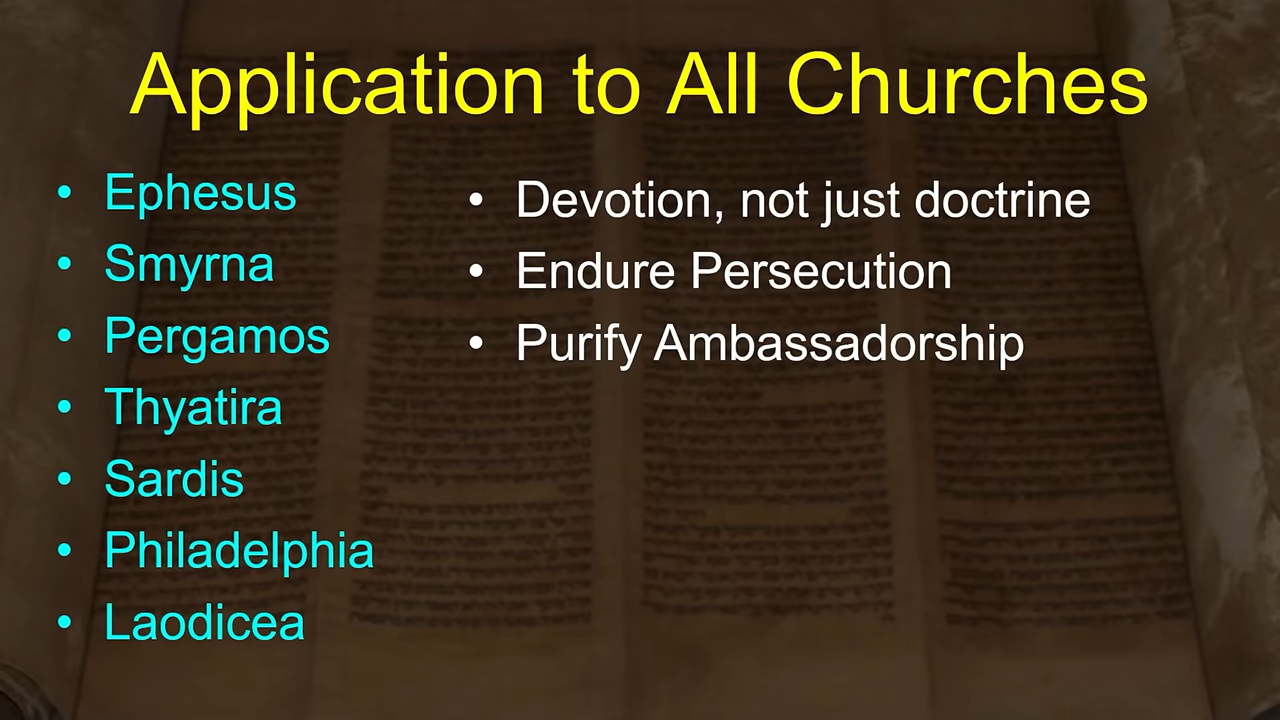 Application to All Churches
• Ephesus
• Smyrna
• Pergamos
• Thyatira
• Sardis
• Philadelphia
• Laodicea
• Devotion, not just doctrine
• Endure Persecution
• Purify Ambassadorship